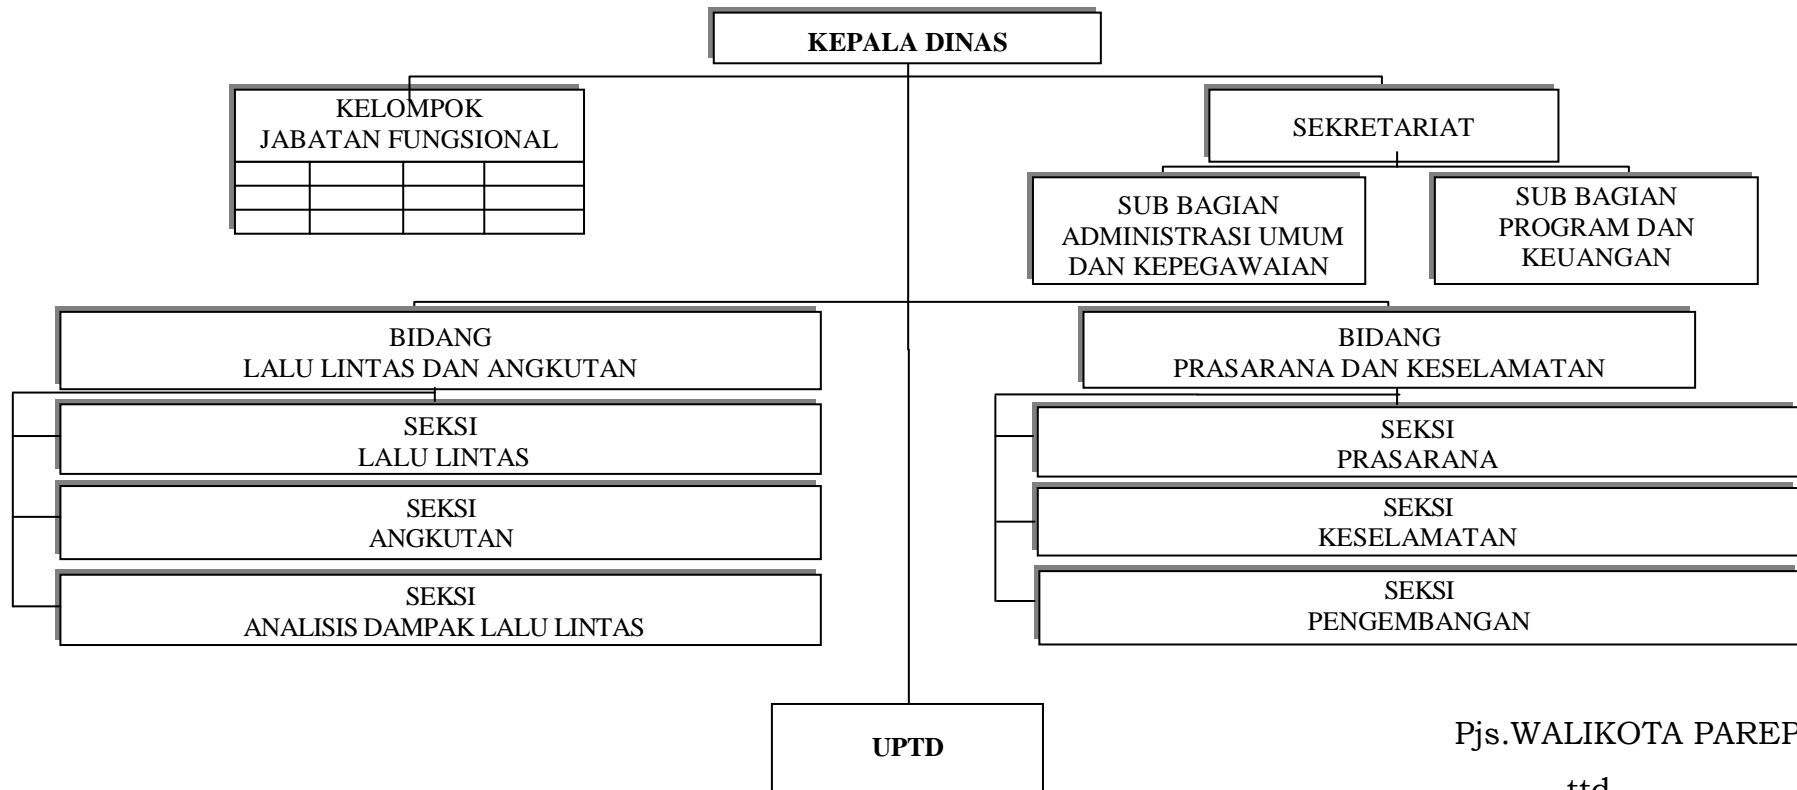 KEPALA DINAS
KELOMPOK
JABATAN FUNGSIONAL
SEKRETARIAT
SUB BAGIAN
ADMINISTRASI UMUM
DAN KEPEGAWAIAN
SUB BAGIAN
PROGRAM DAN
KEUANGAN
BIDANG
LALU LINTAS DAN ANGKUTAN
BIDANG
PRASARANA DAN KESELAMATAN
SEKSI
LALU LINTAS
SEKSI
ANGKUTAN
SEKSI
ANALISIS DAMPAK LALU LINTAS
SEKSI
PRASARANA
SEKSI
KESELAMATAN
SEKSI
PENGEMBANGAN
UPTD
Pjs.WALIKOTA PAREP
ttd